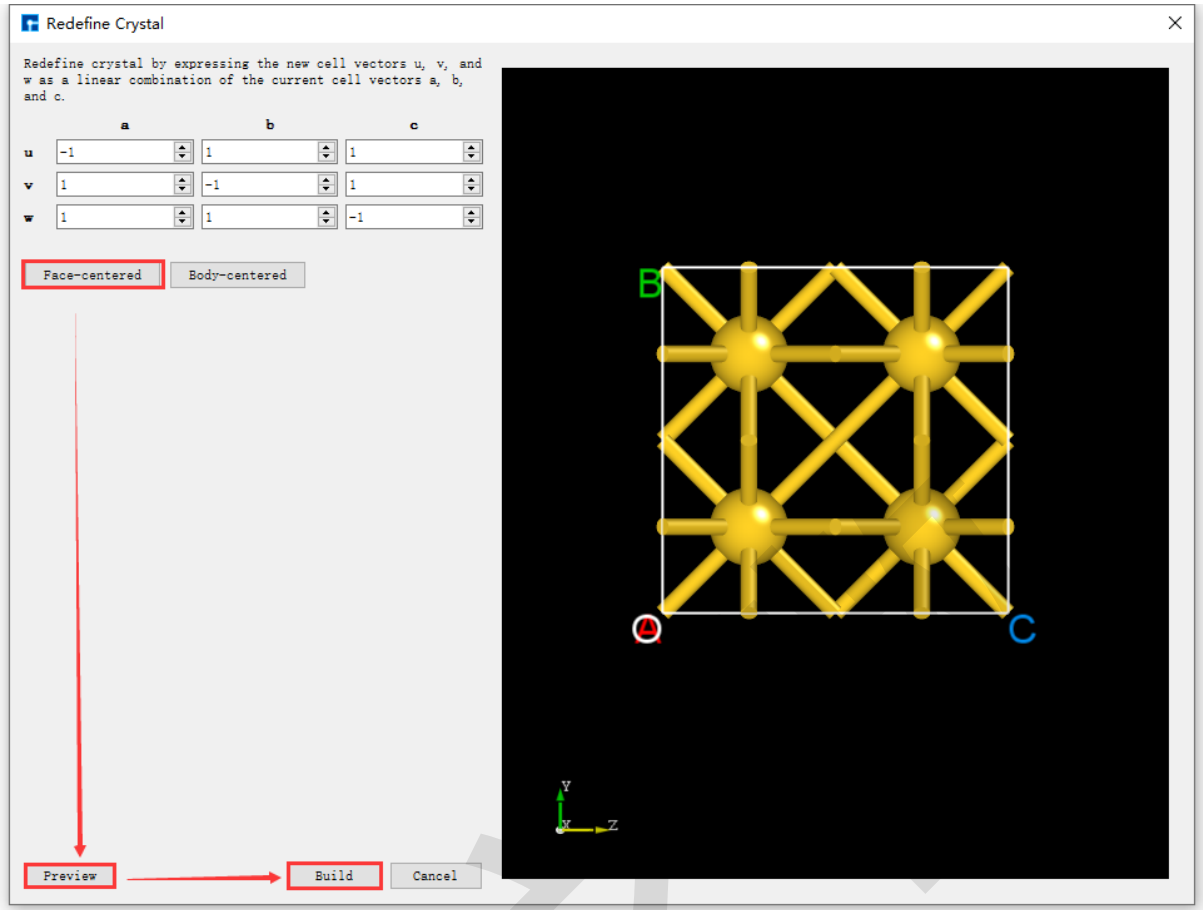 Redefine Crystal
Redefine crystal by expressing the new cell vectors u, v, and
w as a linear combination of the current cell vectors a, b,
and c.
a b c
u -1 1 1
v 1 -1 1
w 1 1 -1
Face-centered Body-centered
B
O A C
Y
X Z
Preview Build Cancel